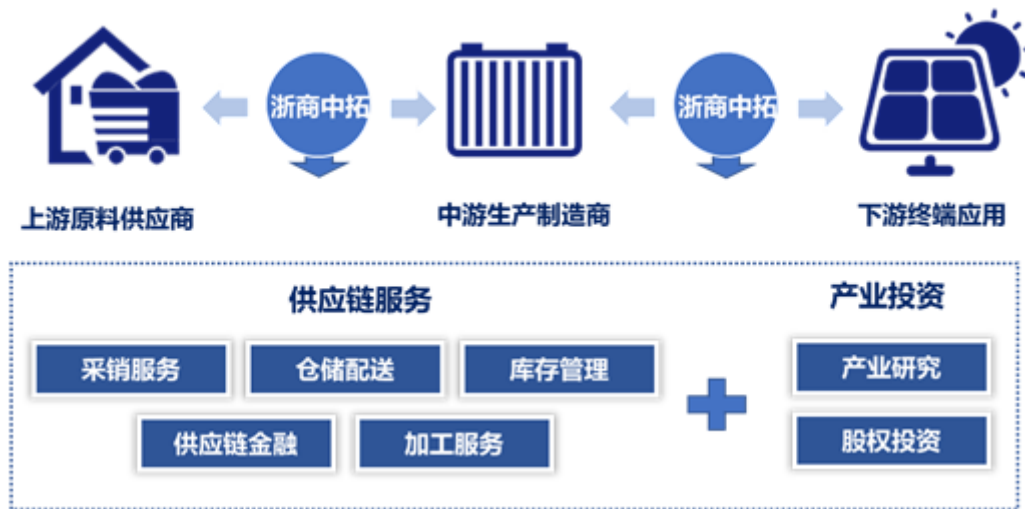 浙商中拓
浙商中拓
上游原料供应商
中游生产制造商
下游终端应用
供应链服务
产业投资
采销服务
仓储配送
库存管理
产业研究
供应链金融
加工服务
股权投资